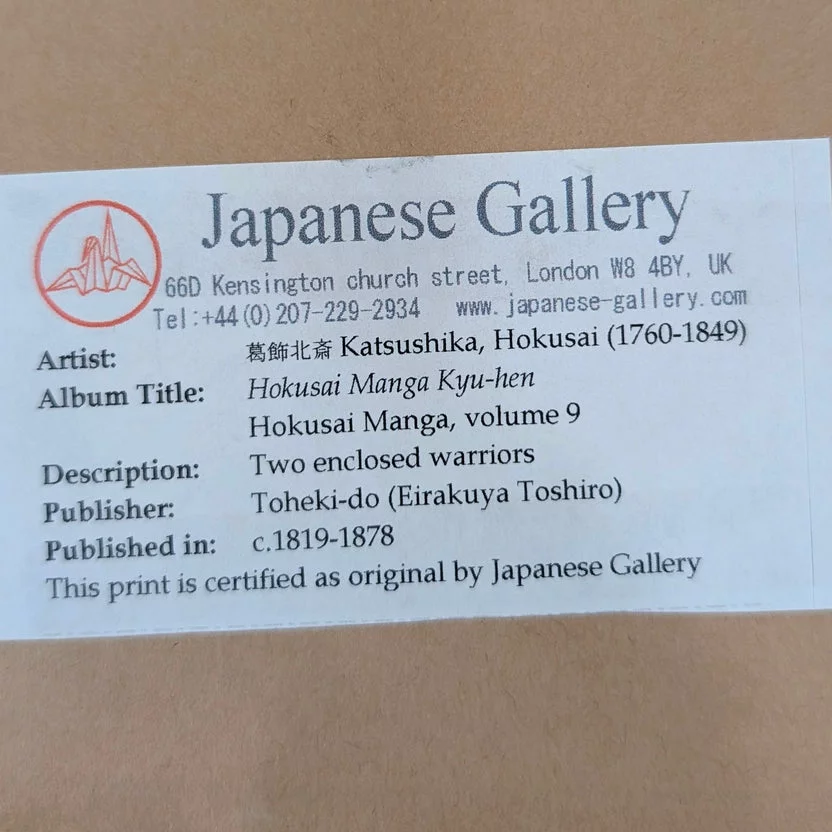 Japanese Gallery
66D Kensington church street, London W8 4BY, UK
Tel:+44(0)207-229-2934 www.japanese-gallery.com
Artist: 葛飾北斎 Katsushika, Hokusai (1760-1849)
Album Title: Hokusai Manga Kyu-hen
Hokusai Manga, volume 9
Description: Two enclosed warriors
Publisher: Toheki-do (Eirakuya Toshiro)
Published in: c.1819-1878
This print is certified as original by Japanese Gallery